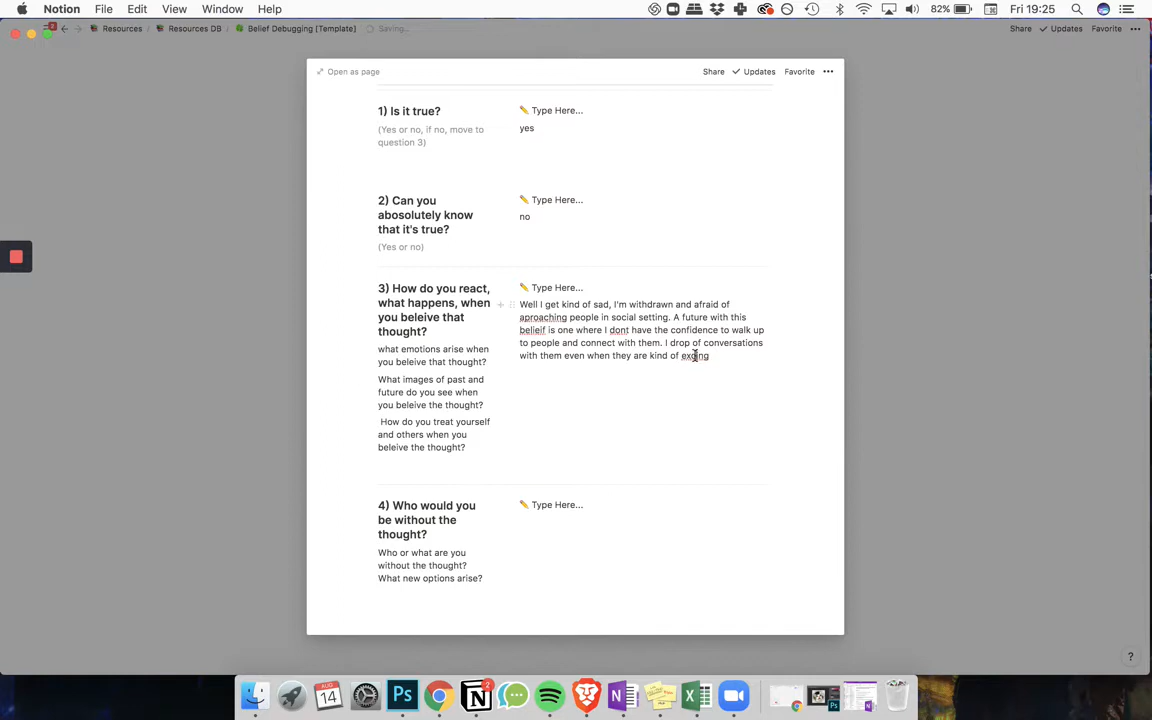 Notion File Edit View Window Help 82% Fri 19:25
Resources / Resources DB / Belief Debugging [Template] Saving...
Share Updates Favorite
Open as page Share Updates Favorite
1) Is it true?
(Yes or no, if no, move to
question 3)
Type Here...
yes
2) Can you
abosolutely know
that it's true?
(Yes or no)
Type Here...
no
3) How do you react,
what happens, when
you beleive that
thought?
what emotions arise when
you beleive that thought?
What images of past and
future do you see when
you beleive the thought?
How do you treat yourself
and others when you
beleive the thought?
Type Here...
Well I get kind of sad, I'm withdrawn and afraid of
aproaching people in social setting. A future with this
belieif is one where I dont have the confidence to walk up
to people and connect with them. I drop of conversations
with them even when they are kind of
4) Who would you
be without the
thought?
Who or what are you
without the thought?
What new options arise?
Type Here...
?
AUG
14
Ps
2